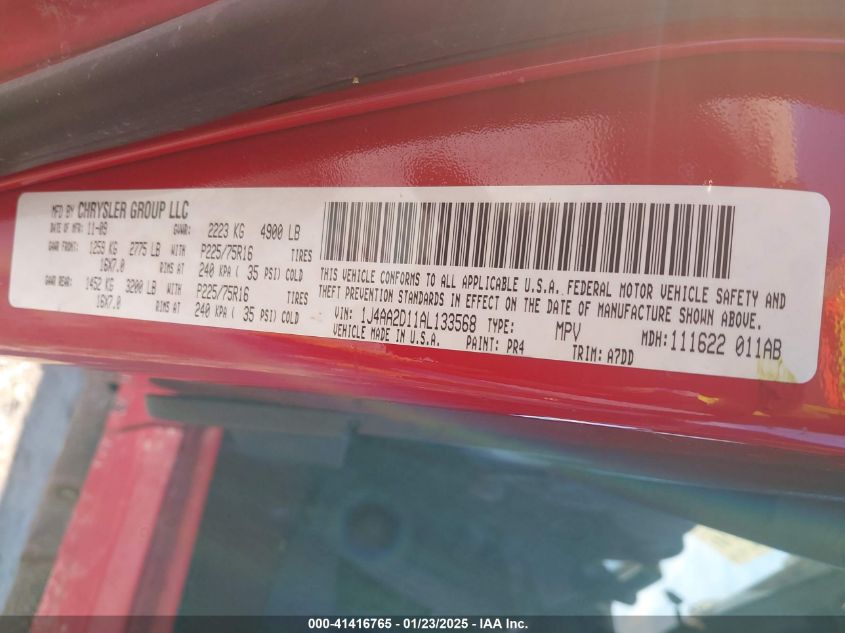 MFD BY CHRYSLER GROUP LLC
DATE OF MFR: 11-09 GVWR: 2223 KG 4900 LB
GAWR FRONT: 1259 KG 2775 LB WITH P225/75R16 TIRES
16X7.0 RIMS AT 240 KPA ( 35 PSI) COLD
GAWR REAR: 1452 KG 3200 LB WITH P225/75R16 TIRES
16X7.0 RIMS AT 240 KPA ( 35 PSI) COLD
THIS VEHICLE CONFORMS TO ALL APPLICABLE U.S.A. FEDERAL MOTOR VEHICLE SAFETY AND
THEFT PREVENTION STANDARDS IN EFFECT ON THE DATE OF MANUFACTURE SHOWN ABOVE.
VIN: 1J4AA2D11AL133568 TYPE: MPV MDH:111622 011AB
VEHICLE MADE IN U.S.A. PAINT: PR4 TRIM: A7DD
000-41416765 - 01/23/2025 - IAA Inc.